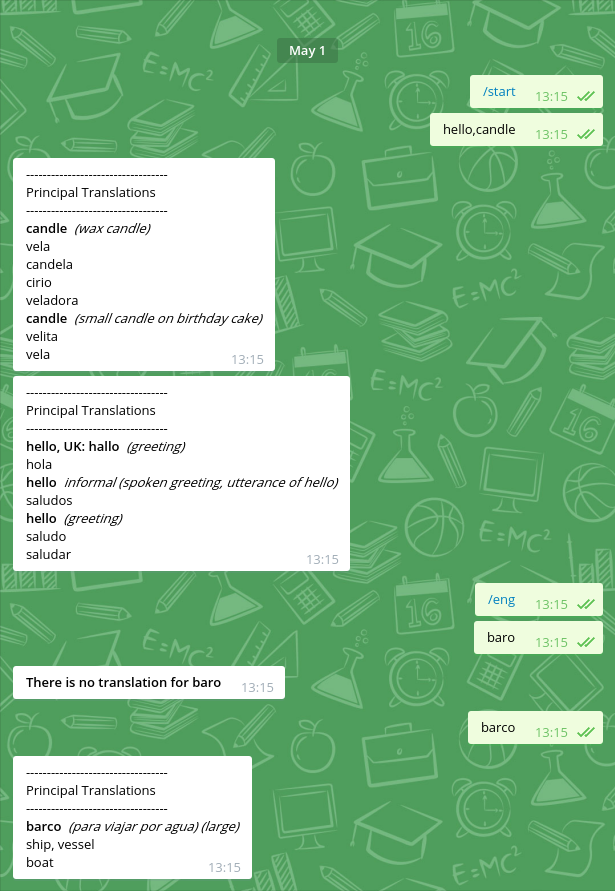 May 1
/start 13:15
hello,candle 13:15
----------------------------------
Principal Translations
----------------------------------
candle (wax candle)
vela
candela
cirio
veladora
candle (small candle on birthday cake)
velita
vela 13:15
----------------------------------
Principal Translations
----------------------------------
hello, UK: hallo (greeting)
hola
hello informal (spoken greeting, utterance of hello)
saludos
hello (greeting)
saludo
saludar 13:15
/eng 13:15
baro 13:15
There is no translation for baro 13:15
barco 13:15
----------------------------------
Principal Translations
----------------------------------
barco (para viajar por agua) (large)
ship, vessel
boat 13:15